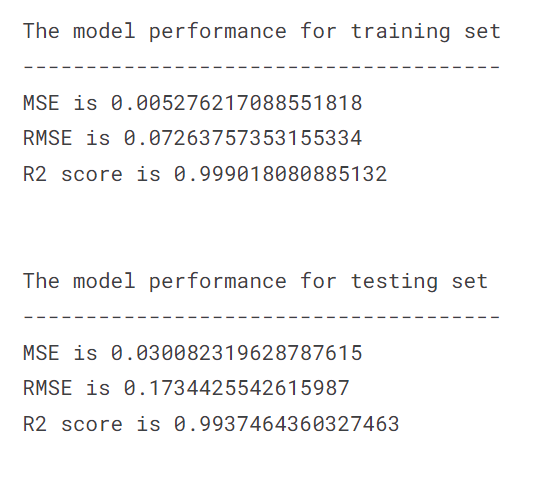 The model performance for training set
--------------------------------------
MSE is 0.005276217088551818
RMSE is 0.07263757353155334
R2 score is 0.999018080885132
The model performance for testing set
--------------------------------------
MSE is 0.030082319628787615
RMSE is 0.1734425542615987
R2 score is 0.9937464360327463